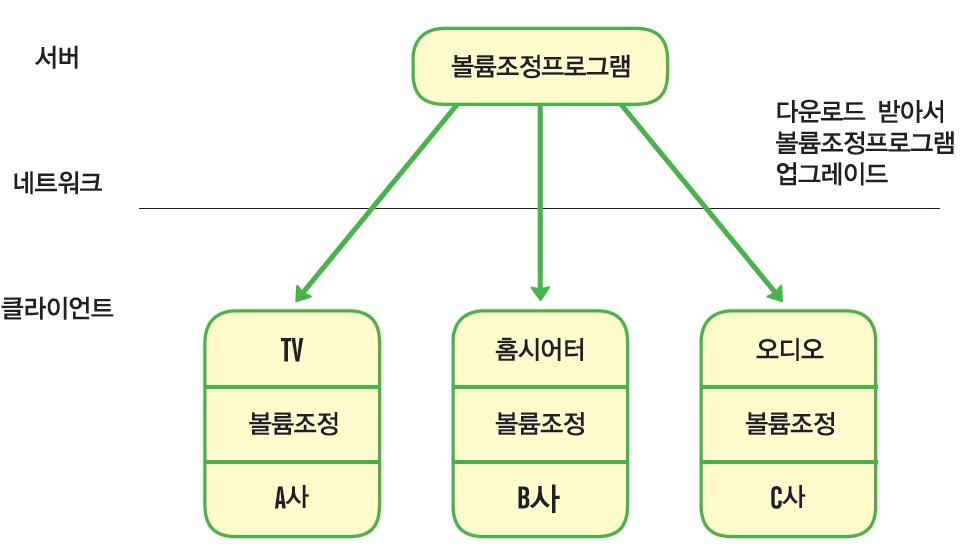 서버
볼륨조정프로그램
다운로드 받아서
볼륨조정프로그램
업그레이드
네트워크
클라이언트
TV
볼륨조정
A사
홈시어터
볼륨조정
B사
오디오
볼륨조정
C사